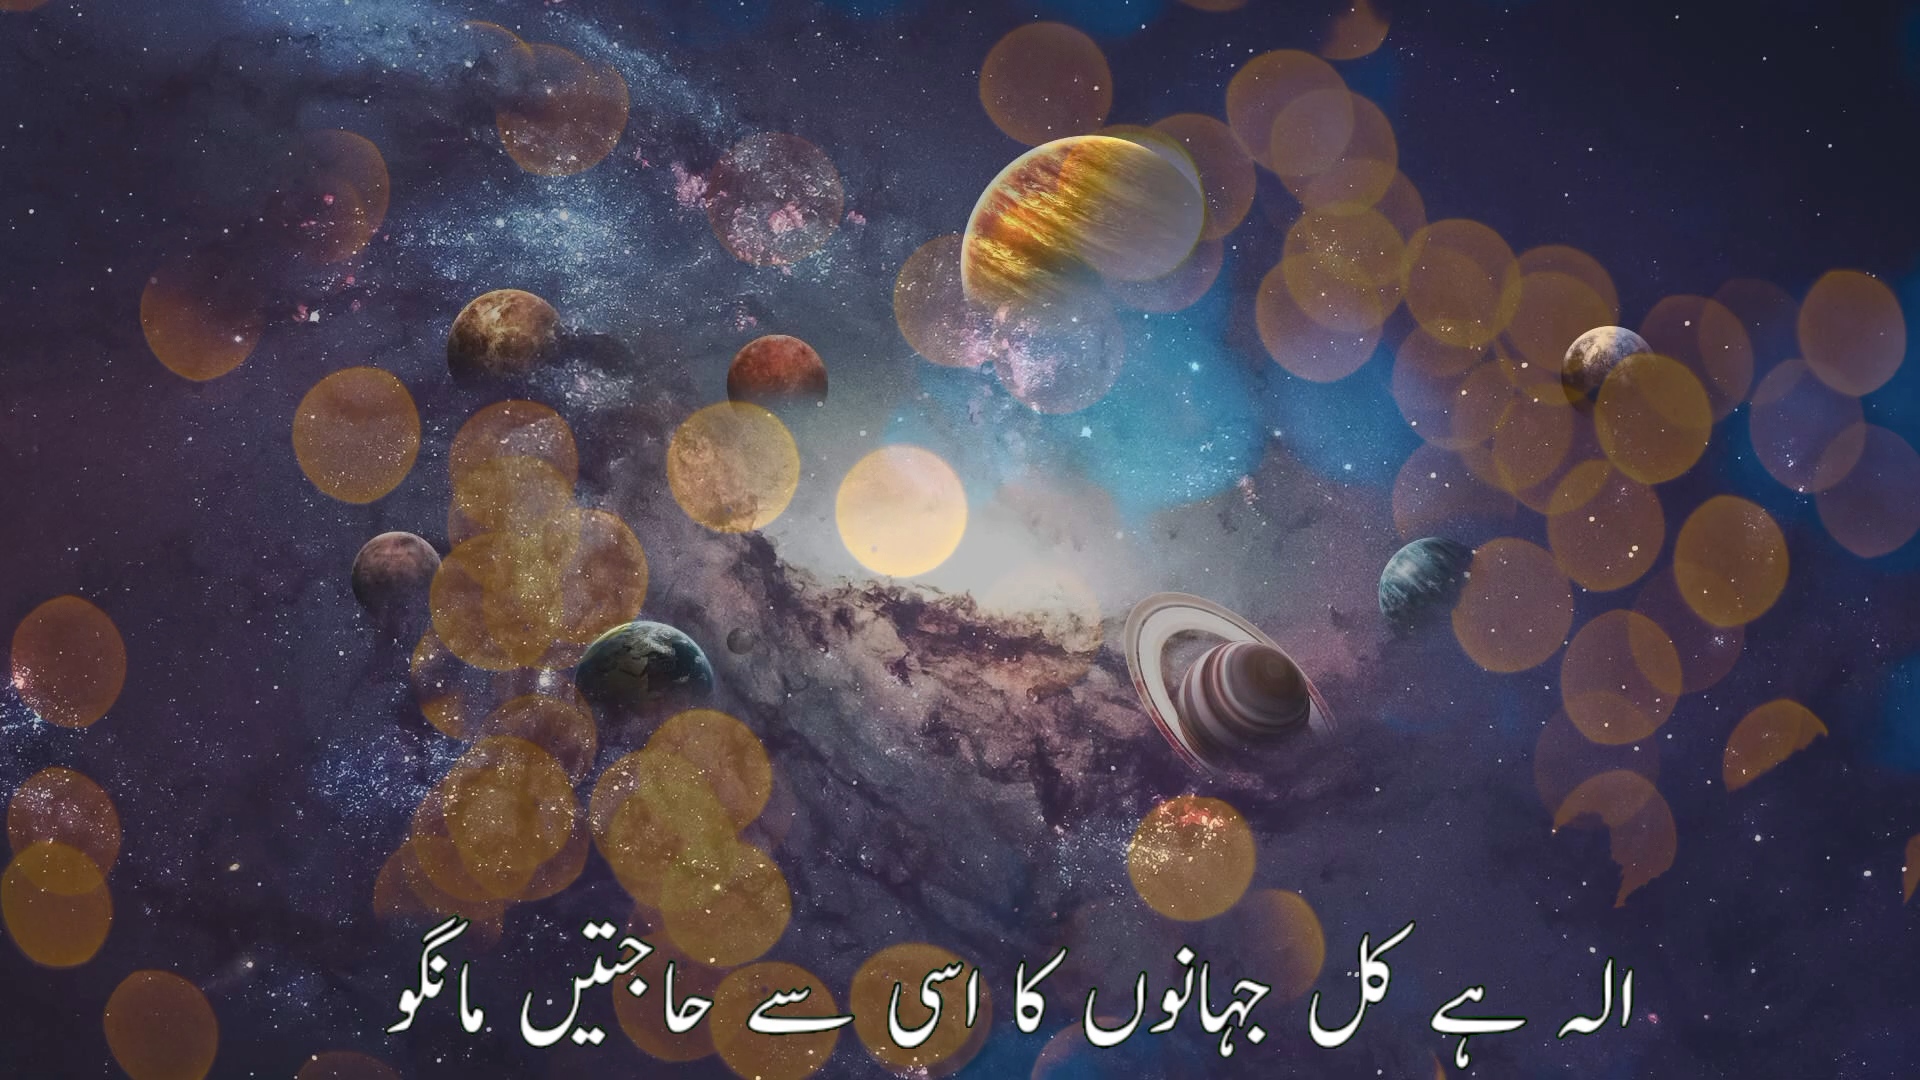 الہ ہے کل جہانوں کا اسی سے حاجتیں مانگو